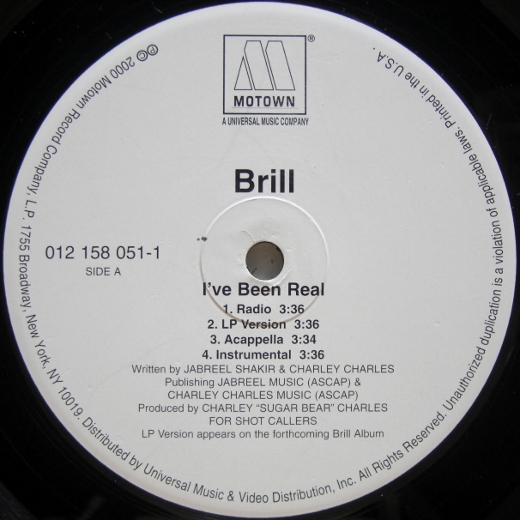 MOTOWN®
A UNIVERSAL MUSIC COMPANY
Brill
012 158 051-1
SIDE A
I've Been Real
1. Radio 3:36
2. LP Version 3:36
3. Acappella 3:34
4. Instrumental 3:36
Written by JABREEL SHAKIR & CHARLEY CHARLES
Publishing JABREEL MUSIC (ASCAP) &
CHARLEY CHARLES MUSIC (ASCAP)
Produced by CHARLEY "SUGAR BEAR" CHARLES
FOR SHOT CALLERS
LP Version appears on the forthcoming Brill Album
℗ © 2000 Motown Record Company, L.P. 1755 Broadway, New York, NY 10019. Distributed by Universal Music & Video Distribution, Inc. All Rights Reserved. Unauthorized duplication is a violation of applicable laws. Printed in the U.S.A